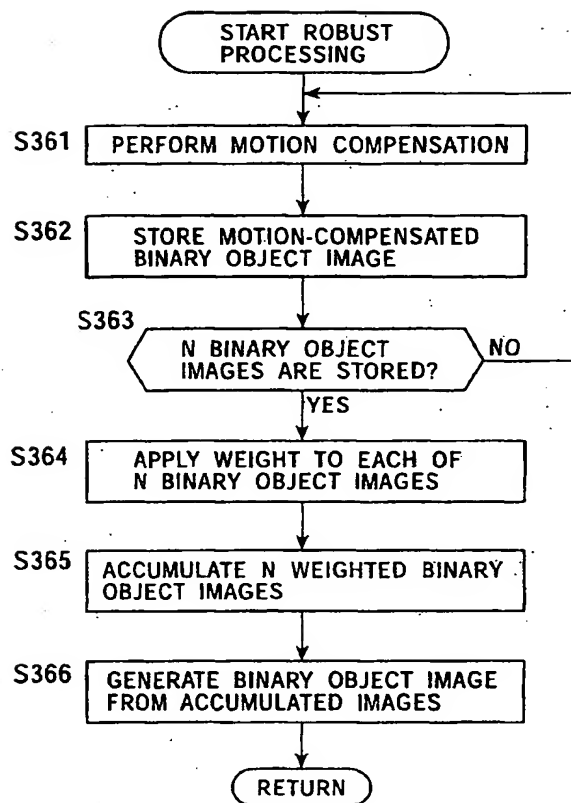 START ROBUST
PROCESSING
S361
PERFORM MOTION COMPENSATION
S362
STORE MOTION-COMPENSATED
BINARY OBJECT IMAGE
S363
N BINARY OBJECT
IMAGES ARE STORED?
NO
YES
S364
APPLY WEIGHT TO EACH OF
N BINARY OBJECT IMAGES
S365
ACCUMULATE N WEIGHTED BINARY
OBJECT IMAGES
S366
GENERATE BINARY OBJECT IMAGE
FROM ACCUMULATED IMAGES
RETURN